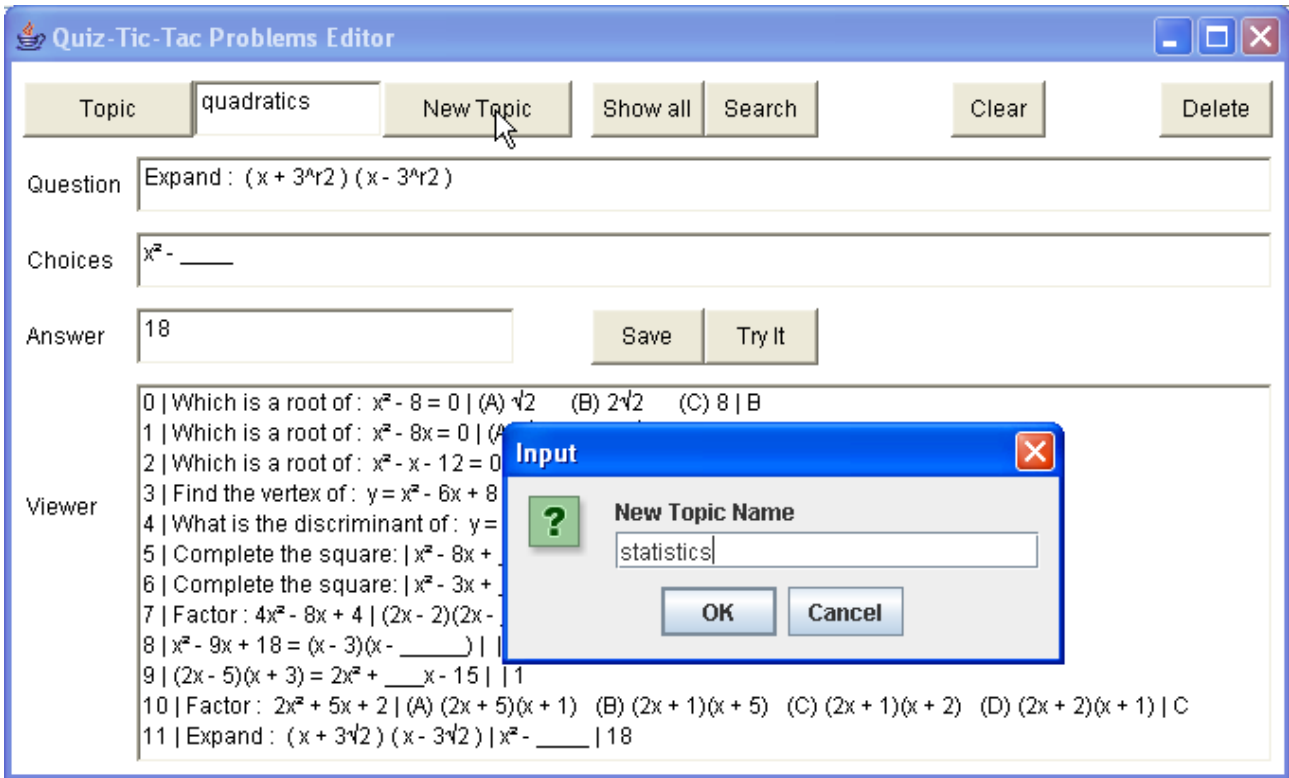 Quiz-Tic-Tac Problems Editor
Topic quadratics New Topic Show all Search Clear Delete
Question Expand : ( x + 3^r2 ) ( x - 3^r2 )
Choices x² - ____
Answer 18 Save Try It
Viewer
0 | Which is a root of : x² - 8 = 0 | (A) √2 (B) 2√2 (C) 8 | B
1 | Which is a root of : x² - 8x = 0 |
2 | Which is a root of : x² - x - 12 = 0
3 | Find the vertex of : y = x² - 6x + 8
4 | What is the discriminant of : y =
5 | Complete the square: | x² - 8x +
6 | Complete the square: | x² - 3x +
7 | Factor : 4x² - 8x + 4 | (2x - 2)(2x -
8 | x² - 9x + 18 = (x - 3)(x - ______) | |
9 | (2x - 5)(x + 3) = 2x² + ___x - 15 | | 1
10 | Factor : 2x² + 5x + 2 | (A) (2x + 5)(x + 1) (B) (2x + 1)(x + 5) (C) (2x + 1)(x + 2) (D) (2x + 2)(x + 1) | C
11 | Expand : ( x + 3√2 ) ( x - 3√2 ) | x² - _____ | 18
Input
?
New Topic Name
statistics
OK Cancel